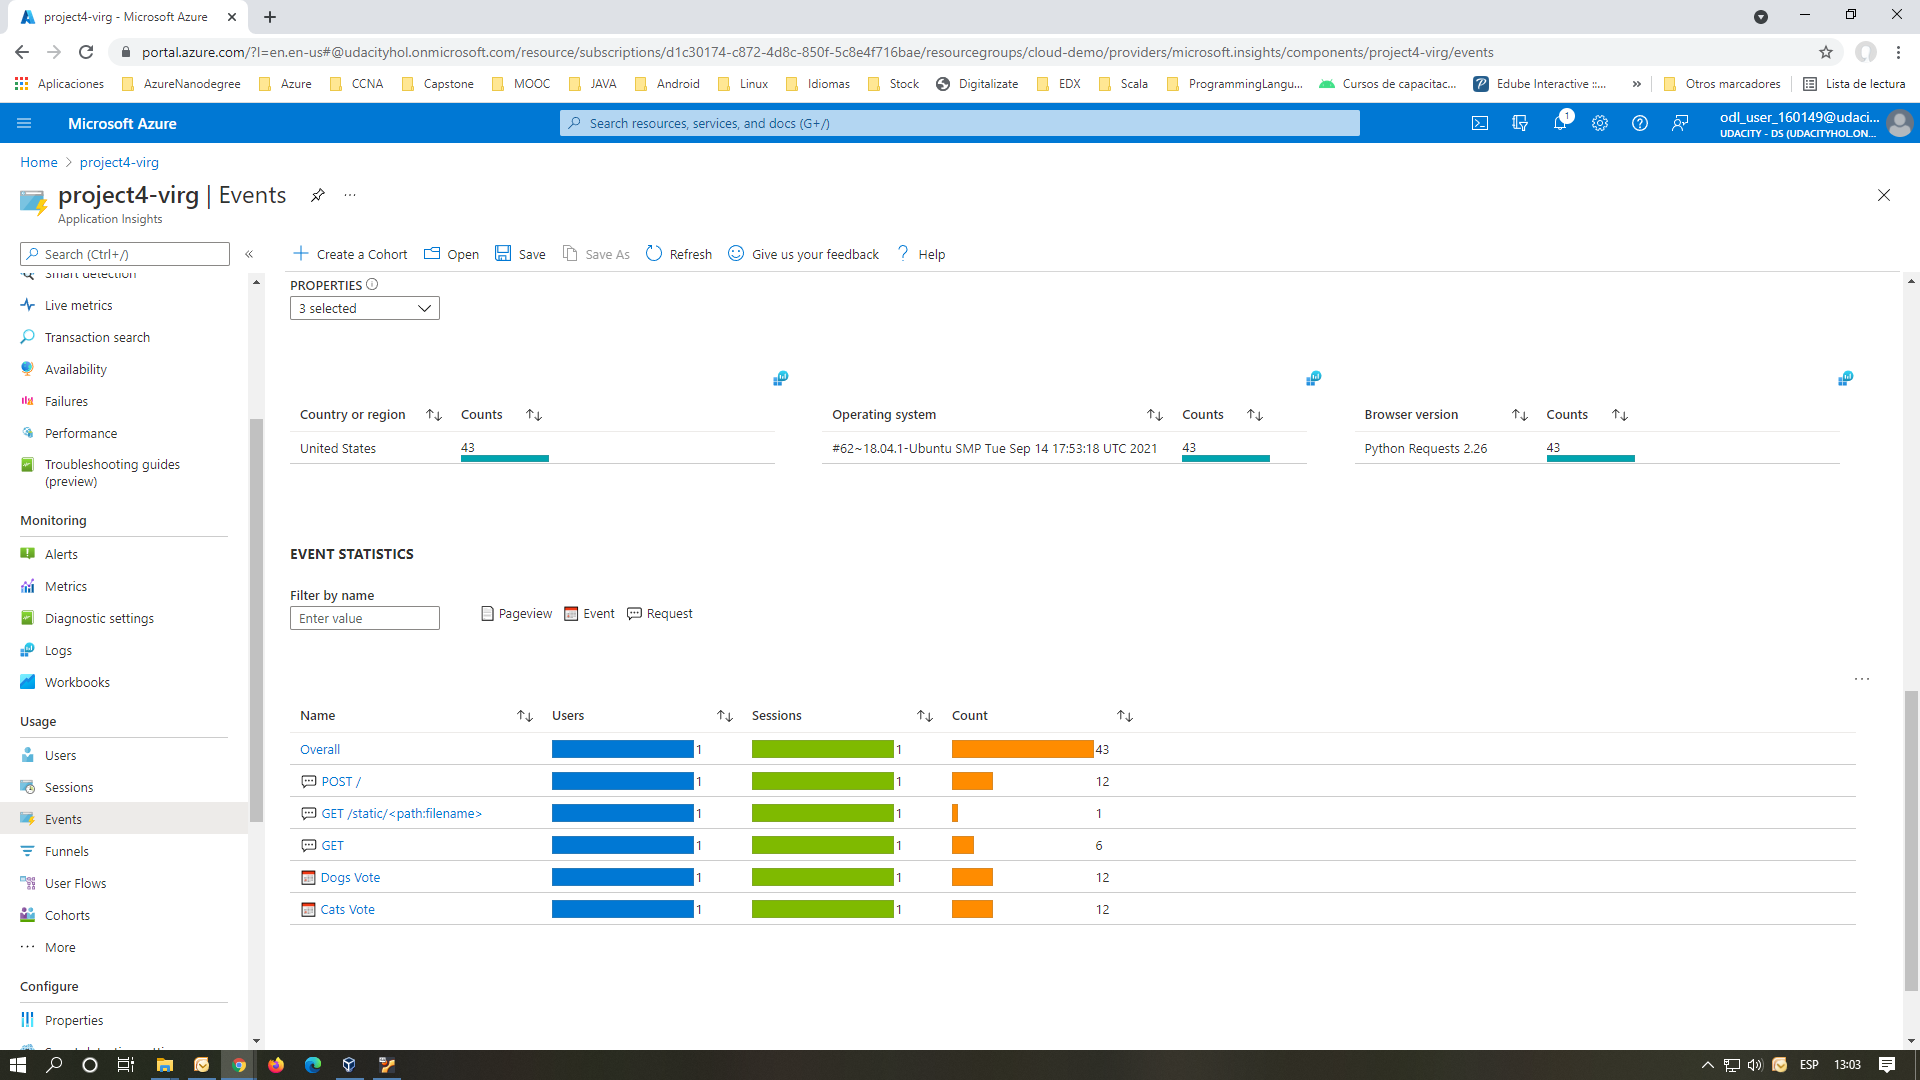 project4-virg - Microsoft Azure
portal.azure.com/?l=en.en-us#@udacityhol.onmicrosoft.com/resource/subscriptions/d1c30174-c872-4d8c-850f-5c8e4f716bae/resourcegroups/cloud-demo/providers/microsoft.insights/components/project4-virg/events
Aplicaciones AzureNanodegree Azure CCNA Capstone MOOC JAVA Android Linux Idiomas Stock Digitalizate EDX Scala ProgrammingLangu... Cursos de capacitac... Edube Interactive ::... » Otros marcadores Lista de lectura
Microsoft Azure
Search resources, services, and docs (G+/)
1
odl_user_160149@udaci...
UDACITY - DS (UDACITYHOL.ON...
Home > project4-virg
project4-virg | Events
...
Application Insights
Search (Ctrl+/)
«
Create a Cohort Open Save Save As Refresh Give us your feedback ? Help
Smart detection
Live metrics
Transaction search
Availability
Failures
Performance
Troubleshooting guides
(preview)
Monitoring
Alerts
Metrics
Diagnostic settings
Logs
Workbooks
Usage
Users
Sessions
Events
Funnels
User Flows
Cohorts
... More
Configure
Properties
PROPERTIES
3 selected
Country or region Counts
United States 43
Operating system Counts
#62~18.04.1-Ubuntu SMP Tue Sep 14 17:53:18 UTC 2021 43
Browser version Counts
Python Requests 2.26 43
EVENT STATISTICS
Filter by name
Enter value
Pageview Event Request
...
Name Users Sessions Count
Overall 1 1 43
POST / 1 1 12
GET /static/<path:filename> 1 1 1
GET 1 1 6
Dogs Vote 1 1 12
Cats Vote 1 1 12
ESP 13:03